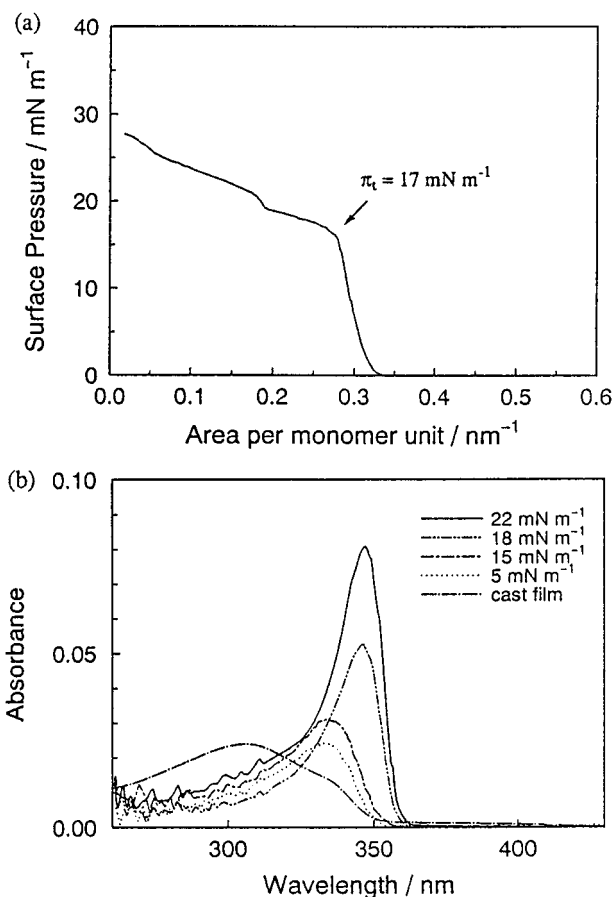 (a)
40
30
20
10
0
Surface Pressure / mN m⁻¹
πt = 17 mN m⁻¹
0.0 0.1 0.2 0.3 0.4 0.5 0.6
Area per monomer unit / nm⁻¹
(b)
0.10
0.05
0.00
Absorbance
22 mN m⁻¹
18 mN m⁻¹
15 mN m⁻¹
5 mN m⁻¹
cast film
300 350 400
Wavelength / nm